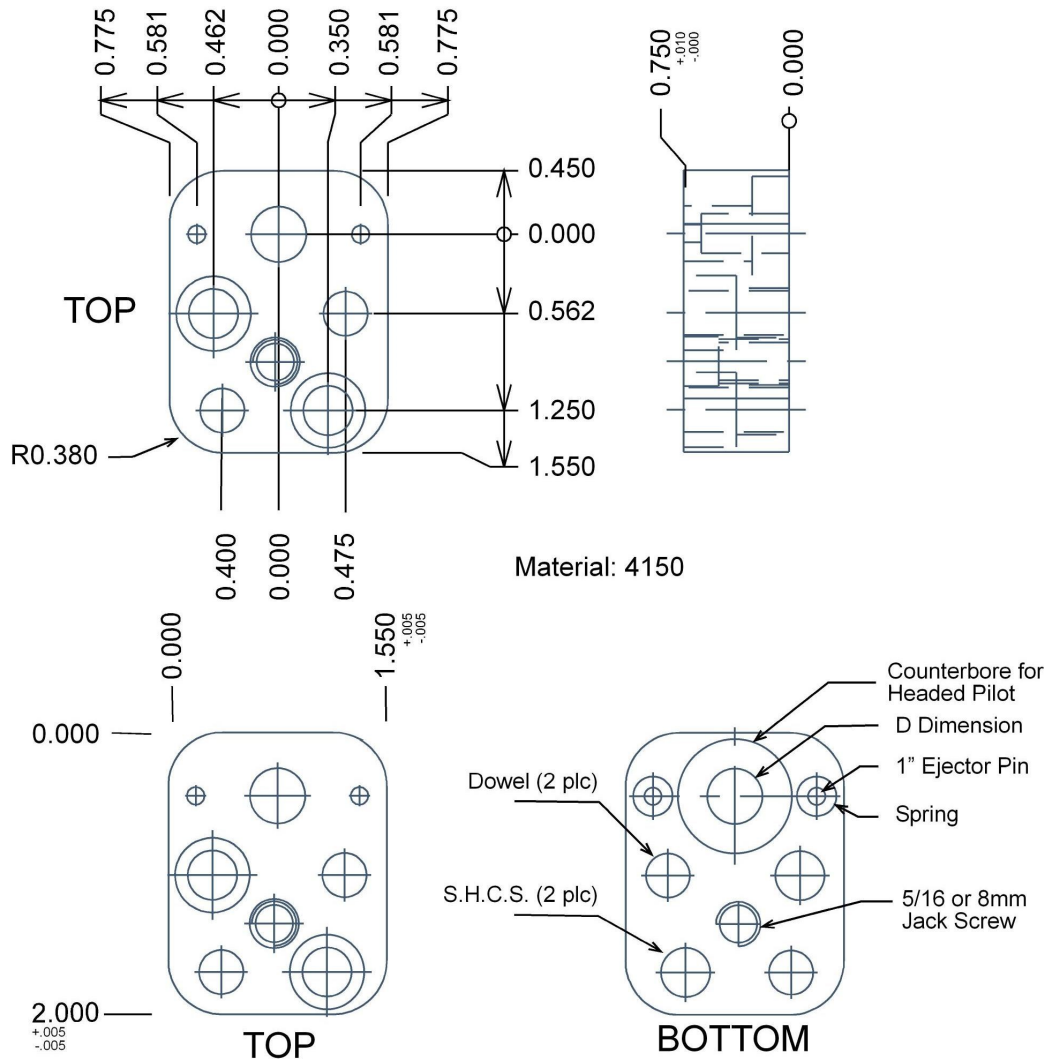 0.775
0.581
0.462
0.000
0.350
0.581
0.775
0.750 +.010 -.000
0.000
0.450
0.000
TOP
0.562
1.250
R0.380
1.550
0.400
0.000
0.475
Material: 4150
0.000
1.550 +.005 -.005
Counterbore for
Headed Pilot
0.000
D Dimension
Dowel (2 plc)
1” Ejector Pin
Spring
S.H.C.S. (2 plc)
5/16 or 8mm
Jack Screw
2.000
+.005
-.005
TOP
BOTTOM